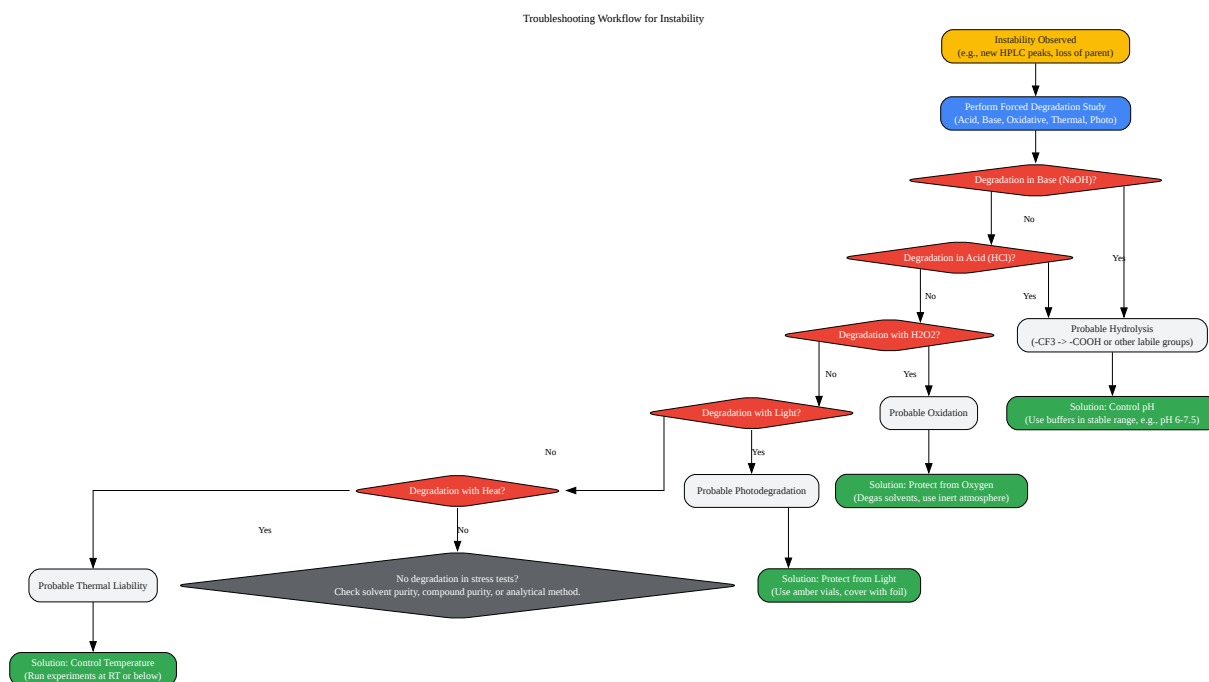 Troubleshooting Workflow for Instability
Instability Observed
(e.g., new HPLC peaks, loss of parent)
Perform Forced Degradation Study
(Acid, Base, Oxidative, Thermal, Photo)
Degradation in Base (NaOH)?
No
Yes
Degradation in Acid (HCl)?
No
Yes
Probable Hydrolysis
(-CF3 -> -COOH or other labile groups)
Degradation with H2O2?
No
Yes
Solution: Control pH
(Use buffers in stable range, e.g., pH 6-7.5)
Degradation with Light?
Probable Oxidation
No
Yes
Solution: Protect from Oxygen
(Degas solvents, use inert atmosphere)
Degradation with Heat?
Probable Photodegradation
Yes
No
Probable Thermal Liability
No degradation in stress tests?
Check solvent purity, compound purity, or analytical method.
Solution: Protect from Light
(Use amber vials, cover with foil)
Solution: Control Temperature
(Run experiments at RT or below)